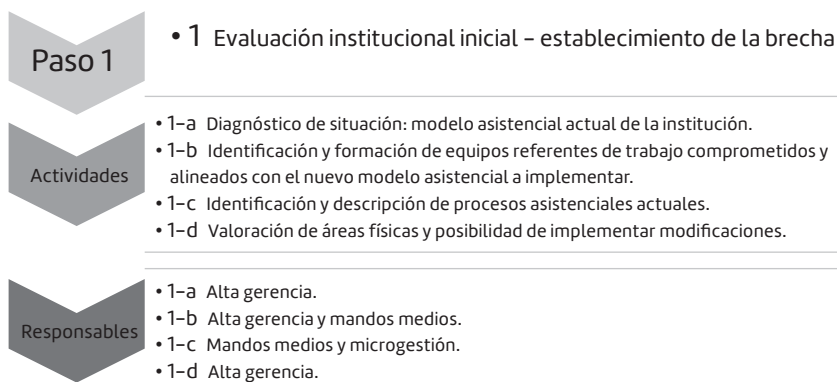 Paso 1
• 1 Evaluación institucional inicial – establecimiento de la brecha
Actividades
• 1–a Diagnóstico de situación: modelo asistencial actual de la institución.
• 1–b Identificación y formación de equipos referentes de trabajo comprometidos y
alineados con el nuevo modelo asistencial a implementar.
• 1–c Identificación y descripción de procesos asistenciales actuales.
• 1–d Valoración de áreas físicas y posibilidad de implementar modificaciones.
Responsables
• 1–a Alta gerencia.
• 1–b Alta gerencia y mandos medios.
• 1–c Mandos medios y microgestión.
• 1–d Alta gerencia.